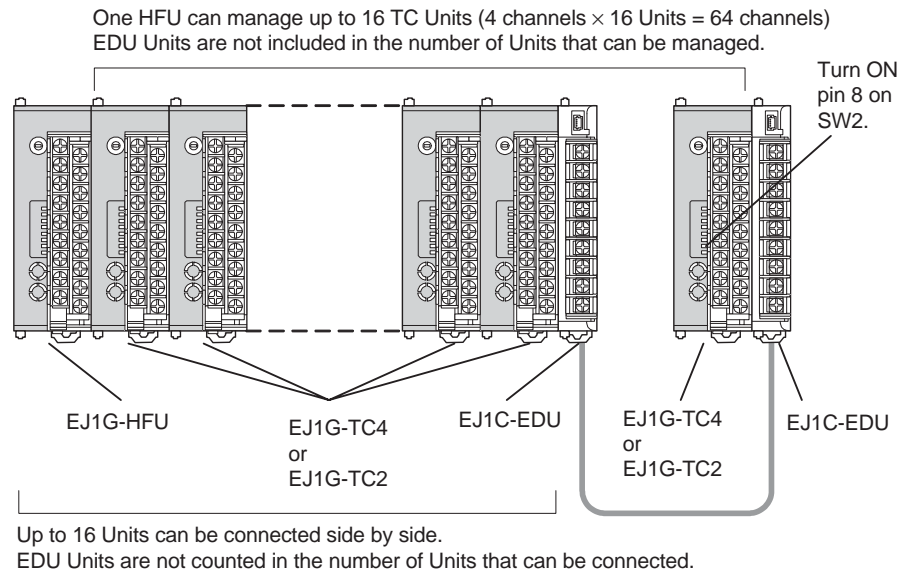 One HFU can manage up to 16 TC Units (4 channels × 16 Units = 64 channels)
EDU Units are not included in the number of Units that can be managed.
Turn ON
pin 8 on
SW2.
EJ1G-HFU
EJ1G-TC4
or
EJ1G-TC2
EJ1C-EDU
EJ1G-TC4
or
EJ1G-TC2
EJ1C-EDU
Up to 16 Units can be connected side by side.
EDU Units are not counted in the number of Units that can be connected.